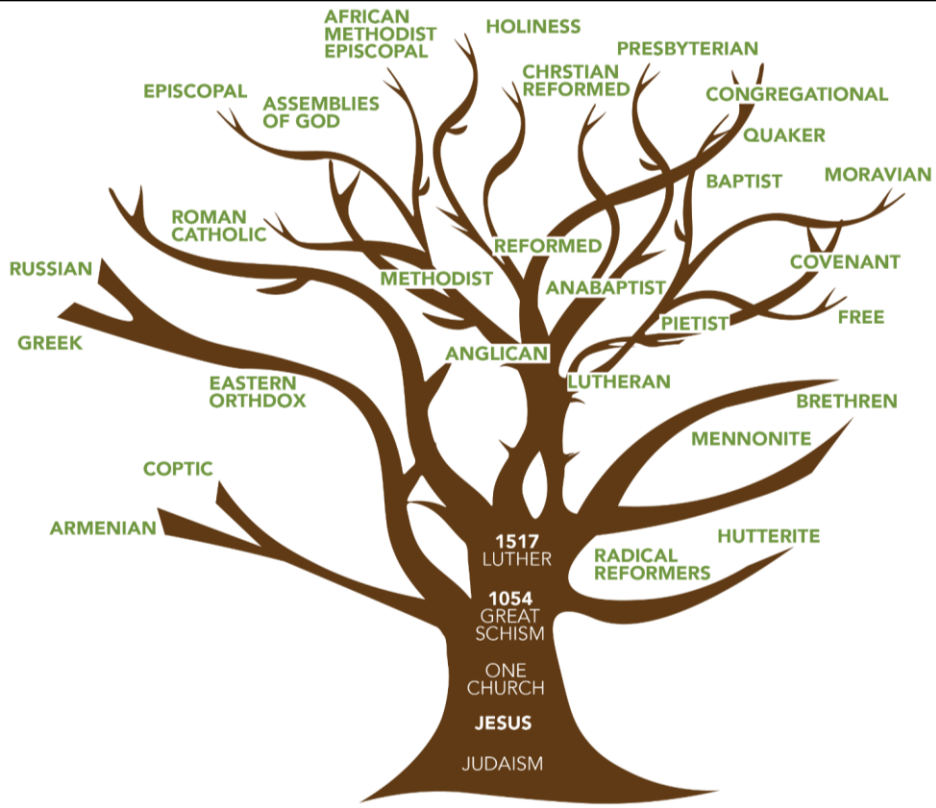 AFRICAN
METHODIST
EPISCOPAL
HOLINESS
PRESBYTERIAN
CHRSTIAN
REFORMED
EPISCOPAL
ASSEMBLIES
OF GOD
CONGREGATIONAL
QUAKER
BAPTIST
MORAVIAN
ROMAN
CATHOLIC
REFORMED
COVENANT
RUSSIAN
METHODIST
ANABAPTIST
PIETIST
FREE
GREEK
ANGLICAN
LUTHERAN
EASTERN
ORTHDOX
BRETHREN
MENNONITE
COPTIC
ARMENIAN
HUTTERITE
1517
LUTHER
RADICAL
REFORMERS
1054
GREAT
SCHISM
ONE
CHURCH
JESUS
JUDAISM